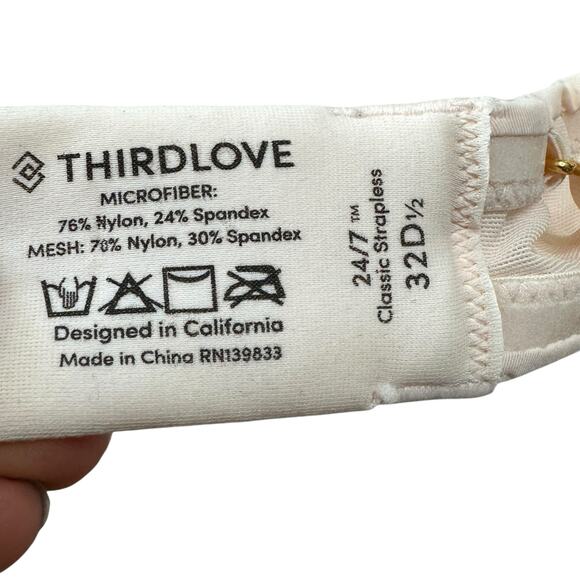 THIRDLOVE
MICROFIBER:
76% Nylon, 24% Spandex
MESH: 70% Nylon, 30% Spandex
Designed in California
Made in China RN139833
24/7™
Classic Strapless
32D½